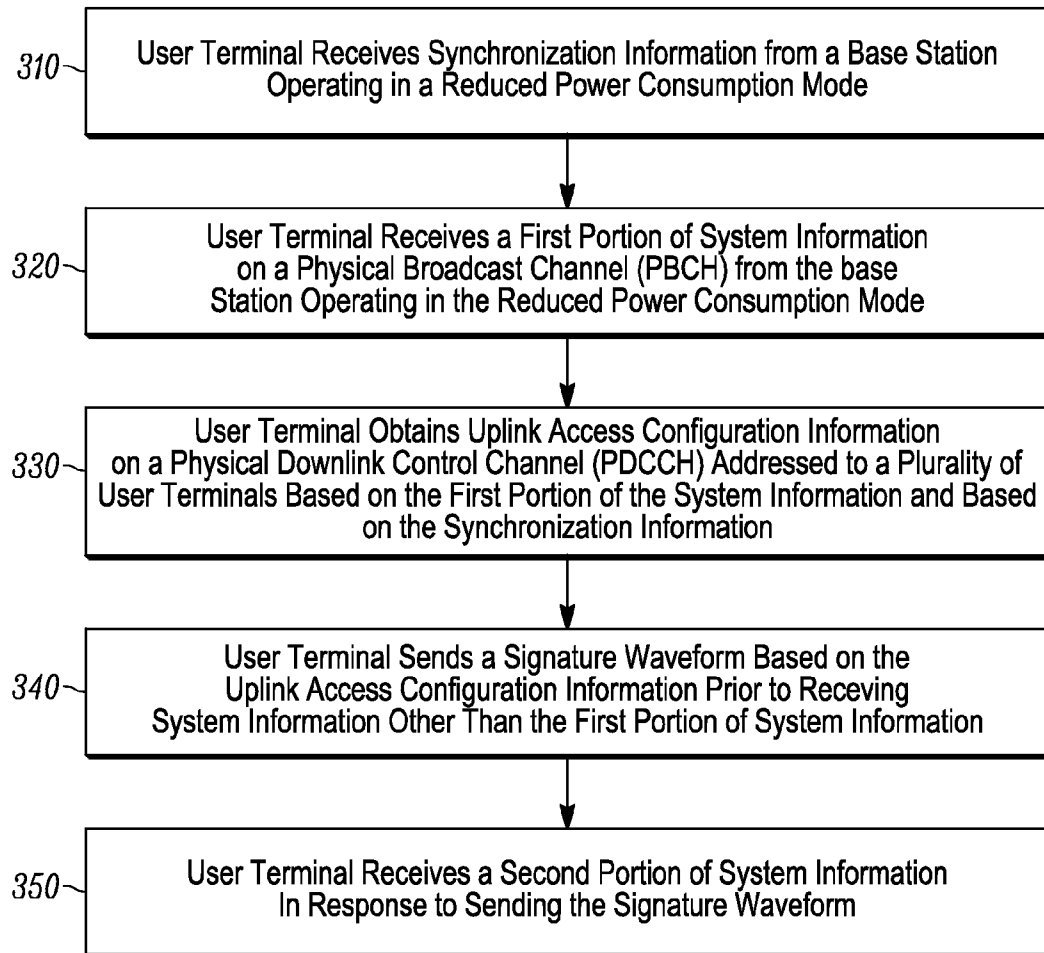 310
User Terminal Receives Synchronization Information from a Base Station
Operating in a Reduced Power Consumption Mode
320
User Terminal Receives a First Portion of System Information
on a Physical Broadcast Channel (PBCH) from the base
Station Operating in the Reduced Power Consumption Mode
330
User Terminal Obtains Uplink Access Configuration Information
on a Physical Downlink Control Channel (PDCCH) Addressed to a Plurality of
User Terminals Based on the First Portion of the System Information and Based
on the Synchronization Information
340
User Terminal Sends a Signature Waveform Based on the
Uplink Access Configuration Information Prior to Receving
System Information Other Than the First Portion of System Information
350
User Terminal Receives a Second Portion of System Information
In Response to Sending the Signature Waveform